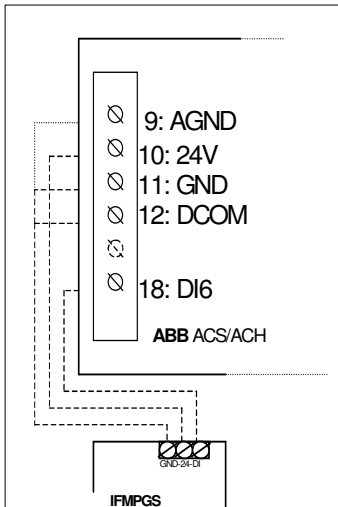 9: AGND
10: 24V
11: GND
12: DCOM
18: DI6
ABB ACS/ACH
GND-24-DI
IFMPGS